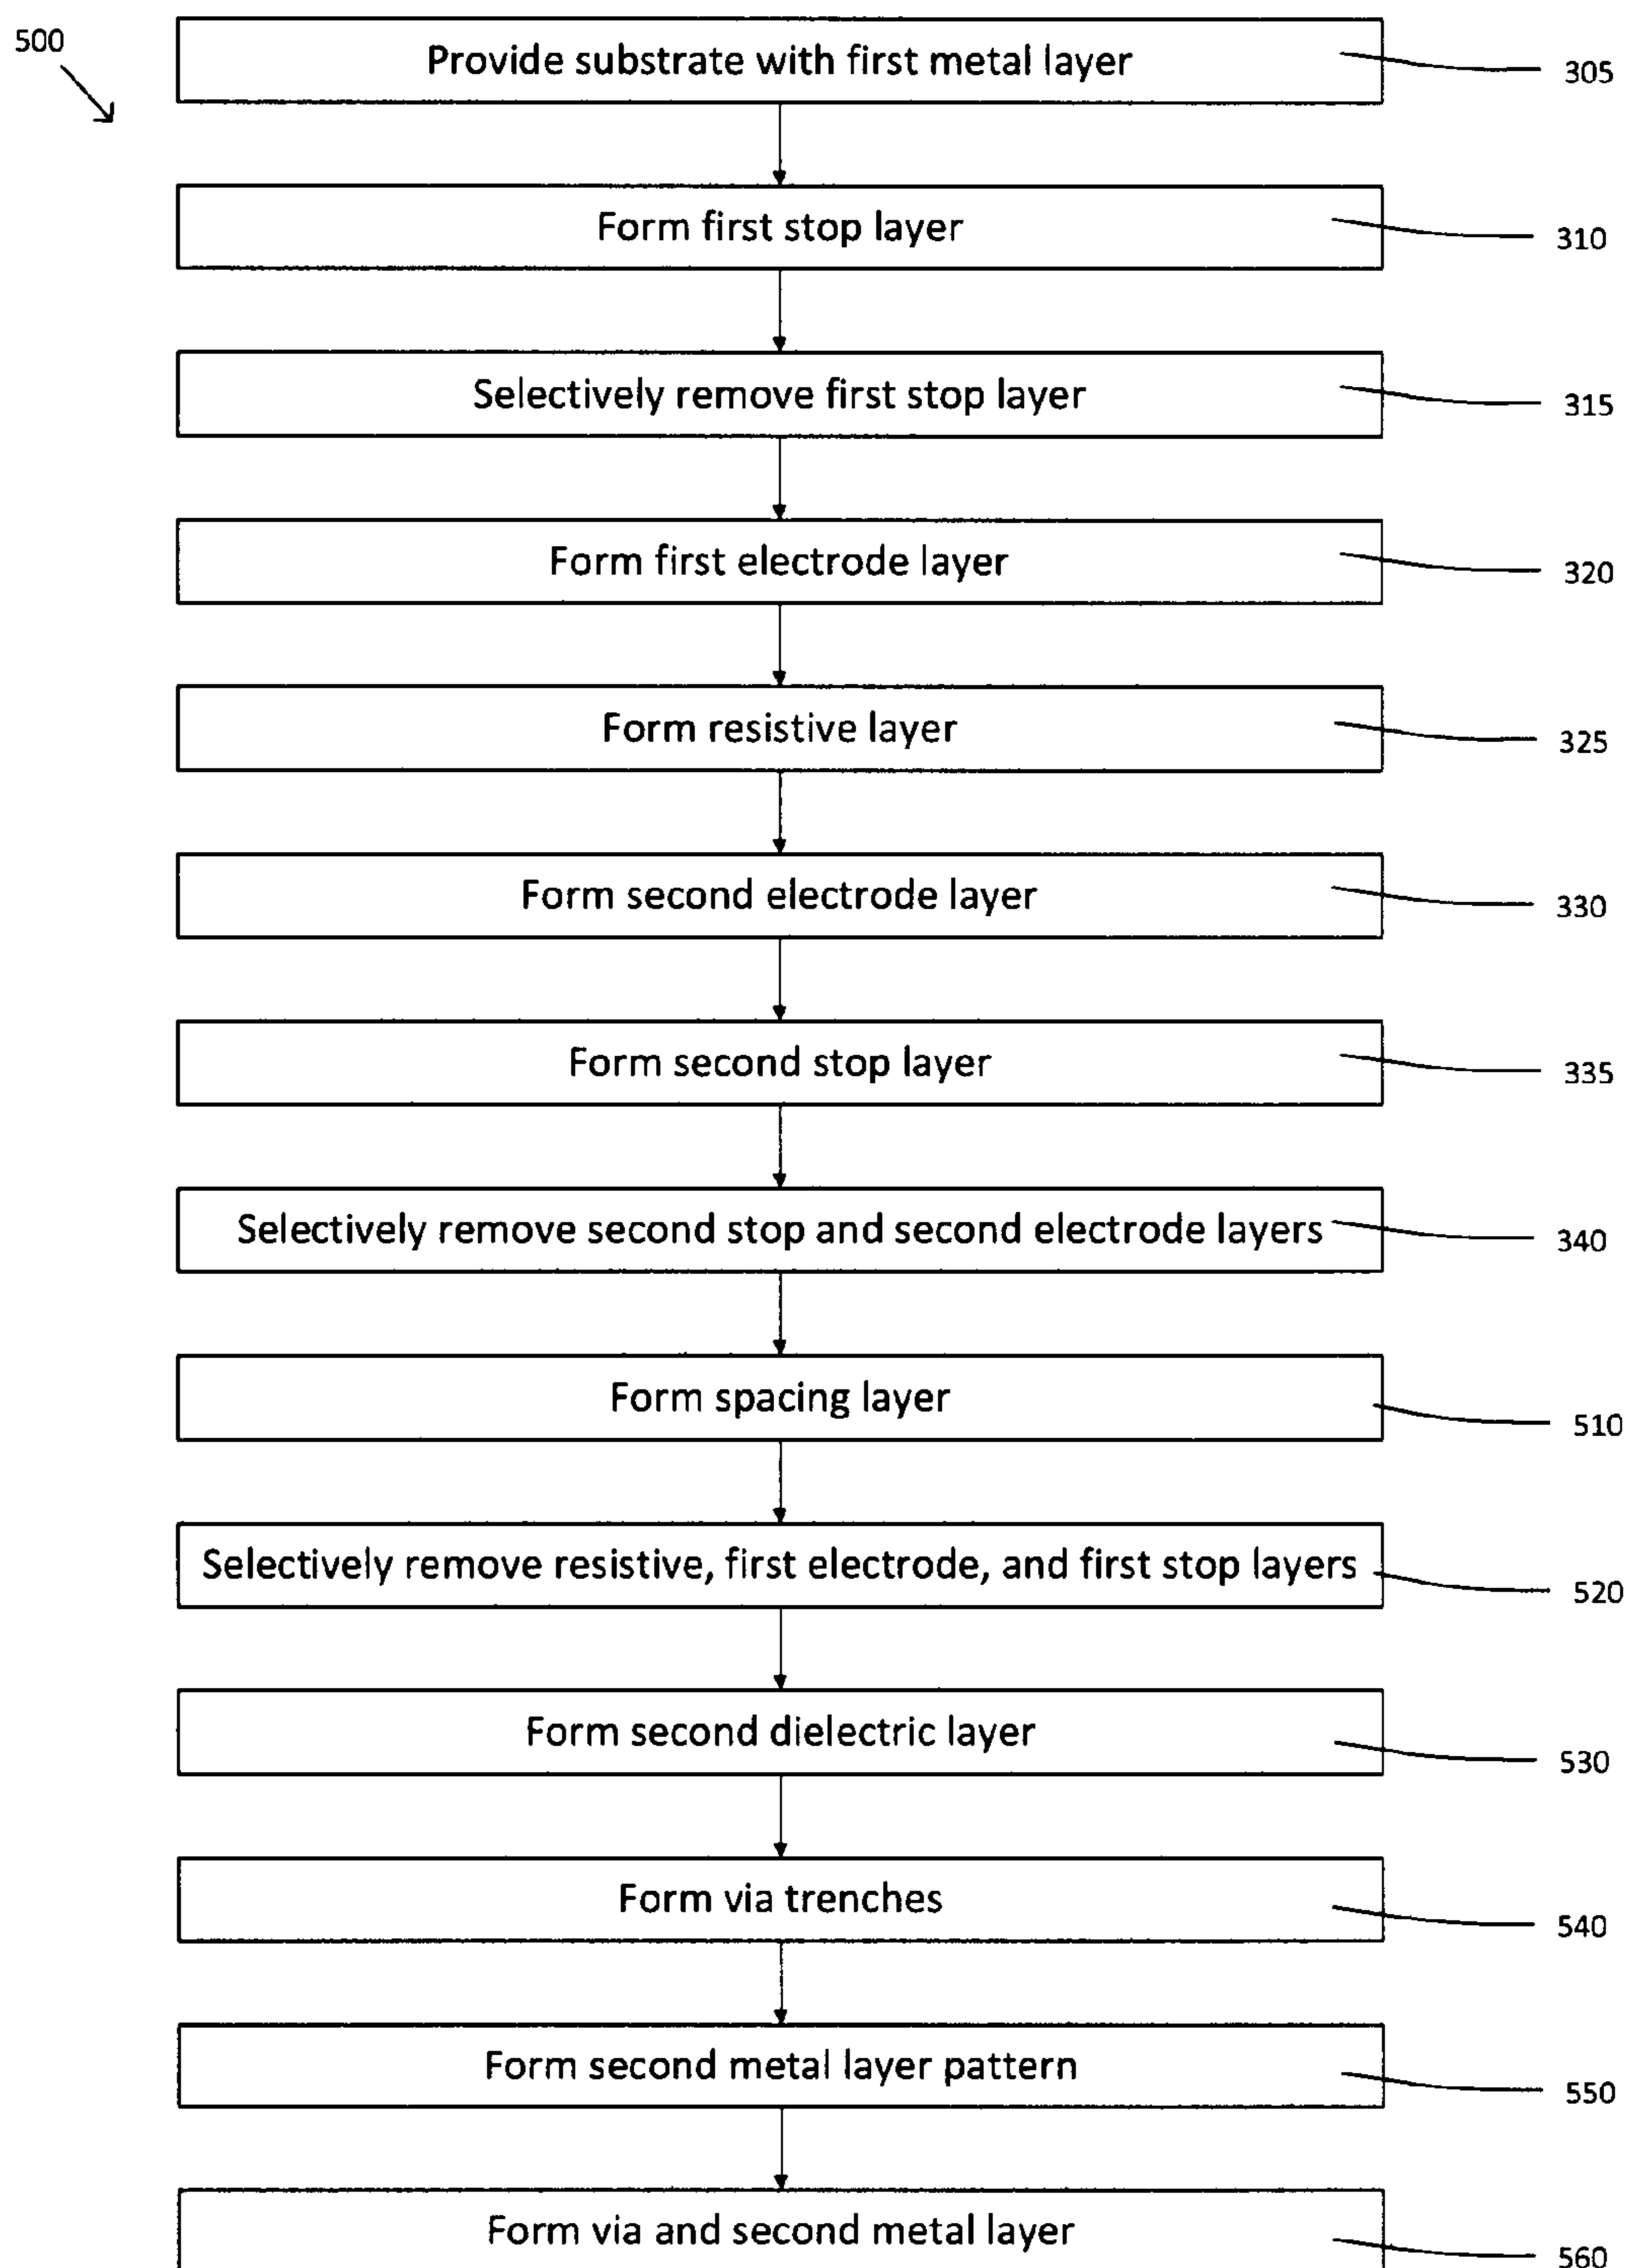 500
Provide substrate with first metal layer
305
Form first stop layer
310
Selectively remove first stop layer
315
Form first electrode layer
320
Form resistive layer
325
Form second electrode layer
330
Form second stop layer
335
Selectively remove second stop and second electrode layers
340
Form spacing layer
510
Selectively remove resistive, first electrode, and first stop layers
520
Form second dielectric layer
530
Form via trenches
540
Form second metal layer pattern
550
Form via and second metal layer
560